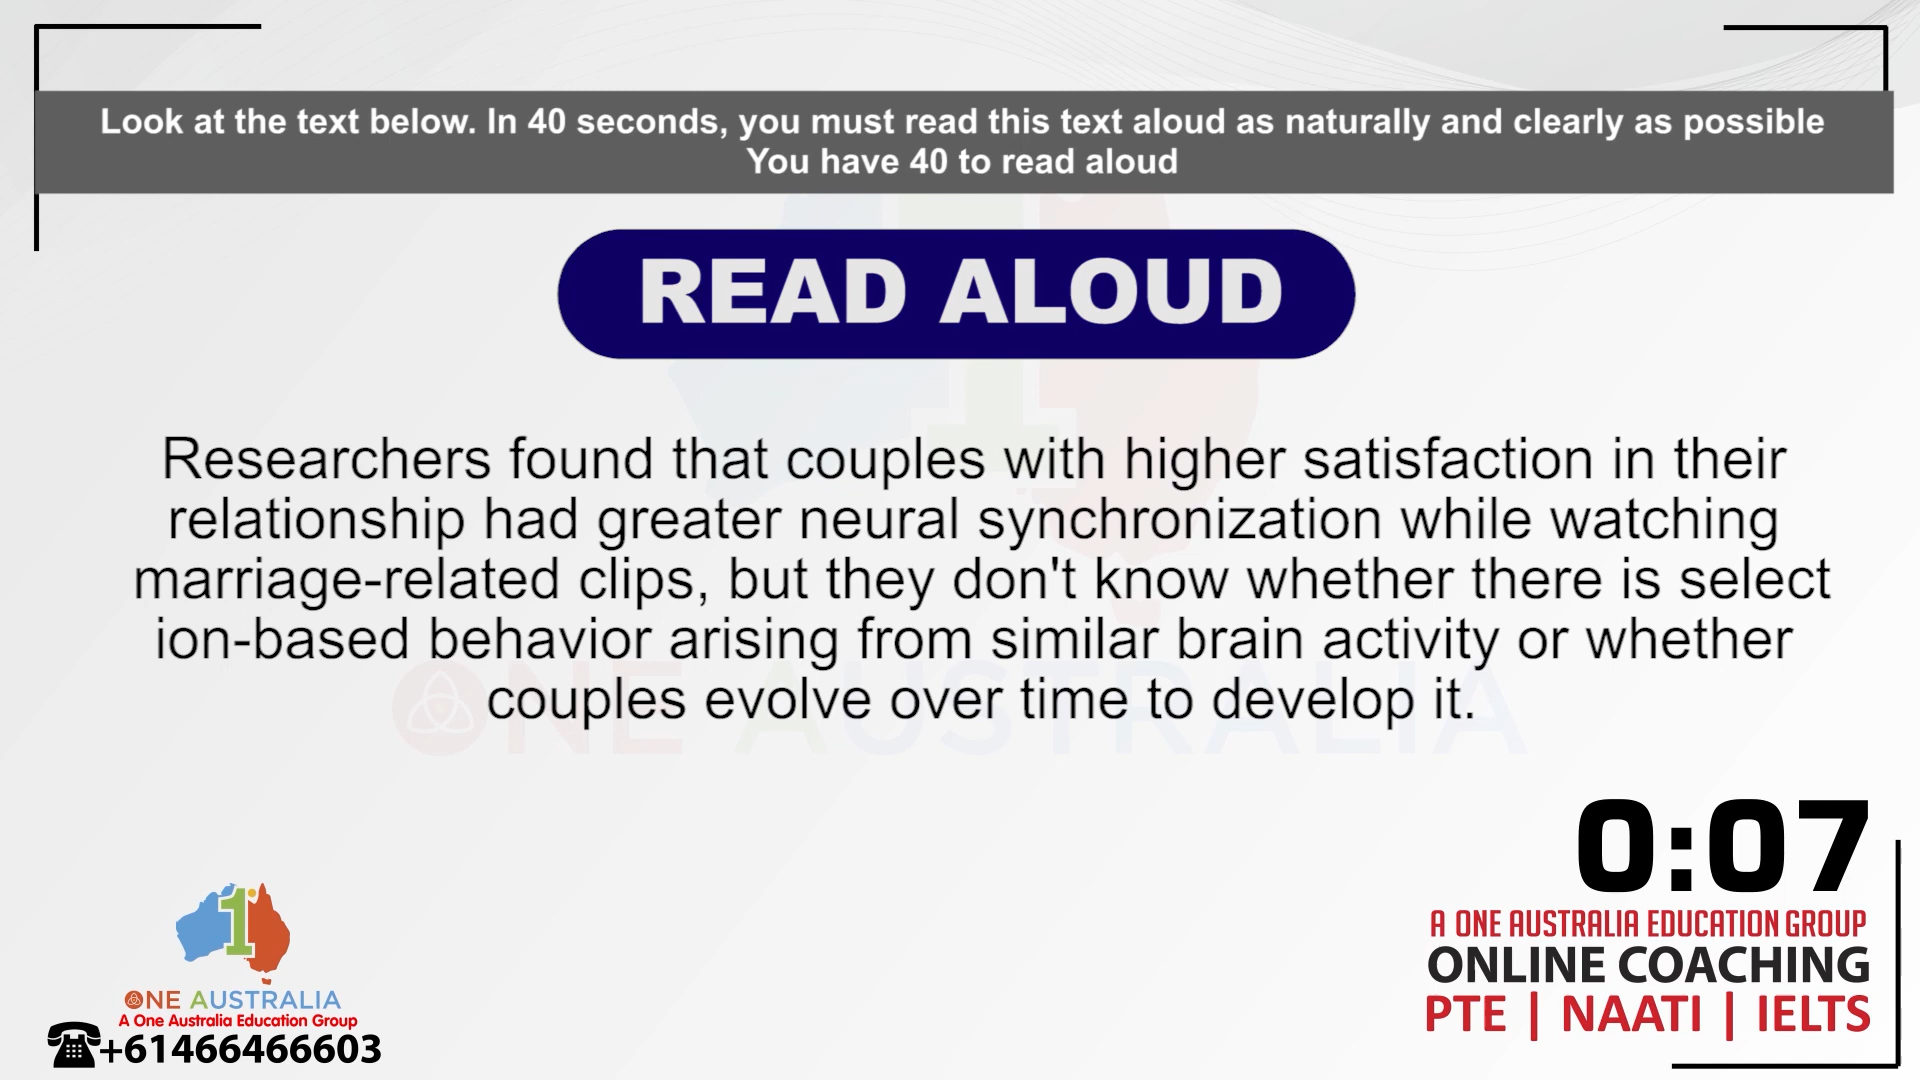 Look at the text below. In 40 seconds, you must read this text aloud as naturally and clearly as possible
You have 40 to read aloud
READ ALOUD
Researchers found that couples with higher satisfaction in their
relationship had greater neural synchronization while watching
marriage-related clips, but they don't know whether there is select
ion-based behavior arising from similar brain activity or whether
couples evolve over time to develop it.
ONE AUSTRALIA
0:07
A ONE AUSTRALIA EDUCATION GROUP
ONLINE COACHING
PTE | NAATI | IELTS
1
ONE AUSTRALIA
A One Australia Education Group
+61466466603